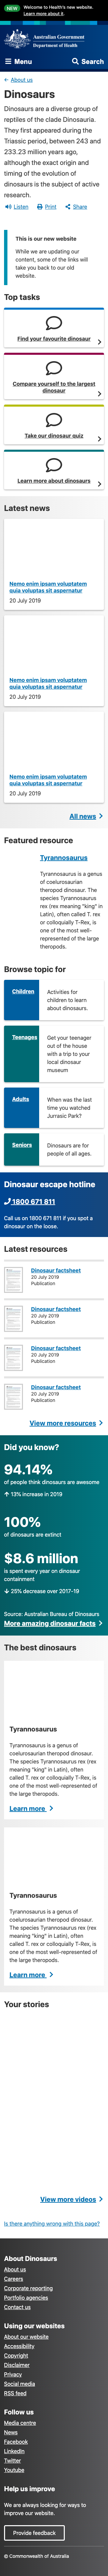 NEW
Welcome to Health's new website.
Learn more about it.
Australian Government
Department of Health
Menu
Search
← About us
Dinosaurs
Dinosaurs are a diverse group
of reptiles of the clade
Dinosauria. They first appeared
during the Triassic
period, between 243 and
233.23 million years ago,
although the exact origin
and timing of the evolution of
dinosaurs is the subject of active
research.
Listen
Print
Share
This is our new website
While we are updating our
content, some of the links will
take you back to our old
website.
Top tasks
Find your favourite dinosaur
Compare yourself to the largest
dinosaur
Take our dinosaur quiz
Learn more about dinosaurs
Latest news
Nemo enim ipsam voluptatem
quia voluptas sit aspernatur
20 July 2019
Nemo enim ipsam voluptatem
quia voluptas sit aspernatur
20 July 2019
Nemo enim ipsam voluptatem
quia voluptas sit aspernatur
20 July 2019
All news
Featured resource
Tyrannosaurus
Tyrannosaurus is a genus
of coelurosaurian
theropod dinosaur. The
species Tyrannosaurus
rex (rex meaning "king" in
Latin), often called T. rex
or colloquially T-Rex, is
one of the most well-
represented of the large
theropods.
Browse topic for
Children
Activities for
children to learn
about dinosaurs.
Teenagers
Get your teenager
out of the house
with a trip to your
local dinosaur
museum.
Adults
When was the last
time you watched
Jurrasic Park?
Seniors
Dinosaurs are for
people of all ages.
Dinosaur escape hotline
1800 671 811
Call us on 1800 671 811 if you spot a
dinosaur on the loose.
Latest resources
Dinosaur factsheet
20 July 2019
Publication
Dinosaur factsheet
20 July 2019
Publication
Dinosaur factsheet
20 July 2019
Publication
Dinosaur factsheet
20 July 2019
Publication
View more resources
Did you know?
94.14%
of people think dinosaurs are awesome
↑ 13% increase in 2019
100%
of dinosaurs are extinct
$8.6 million
is spent every year on dinosaur
containment
↓ 25% decrease over 2017-19
Source: Australian Bureau of Dinosaurs
More amazing dinosaur facts
The best dinosaurs
Tyrannosaurus
Tyrannosaurus is a genus of
coelurosaurian theropod dinosaur.
The species Tyrannosaurus rex (rex
meaning "king" in Latin), often
called T. rex or colloquially T-Rex, is
one of the most well-represented of
the large theropods.
Learn more
Tyrannosaurus
Tyrannosaurus is a genus of
coelurosaurian theropod dinosaur.
The species Tyrannosaurus rex (rex
meaning "king" in Latin), often
called T. rex or colloquially T-Rex, is
one of the most well-represented of
the large theropods.
Learn more
Your stories
View more videos
Is there anything wrong with this page?
About Dinosaurs
About us
Careers
Corporate reporting
Portfolio agencies
Contact us
Using our websites
About our website
Accessibility
Copyright
Disclaimer
Privacy
Social media
RSS feed
Follow us
Media centre
News
Facebook
LinkedIn
Twitter
Youtube
Help us improve
We are always looking for ways to
improve our website.
Provide feedback
© Commonwealth of Australia